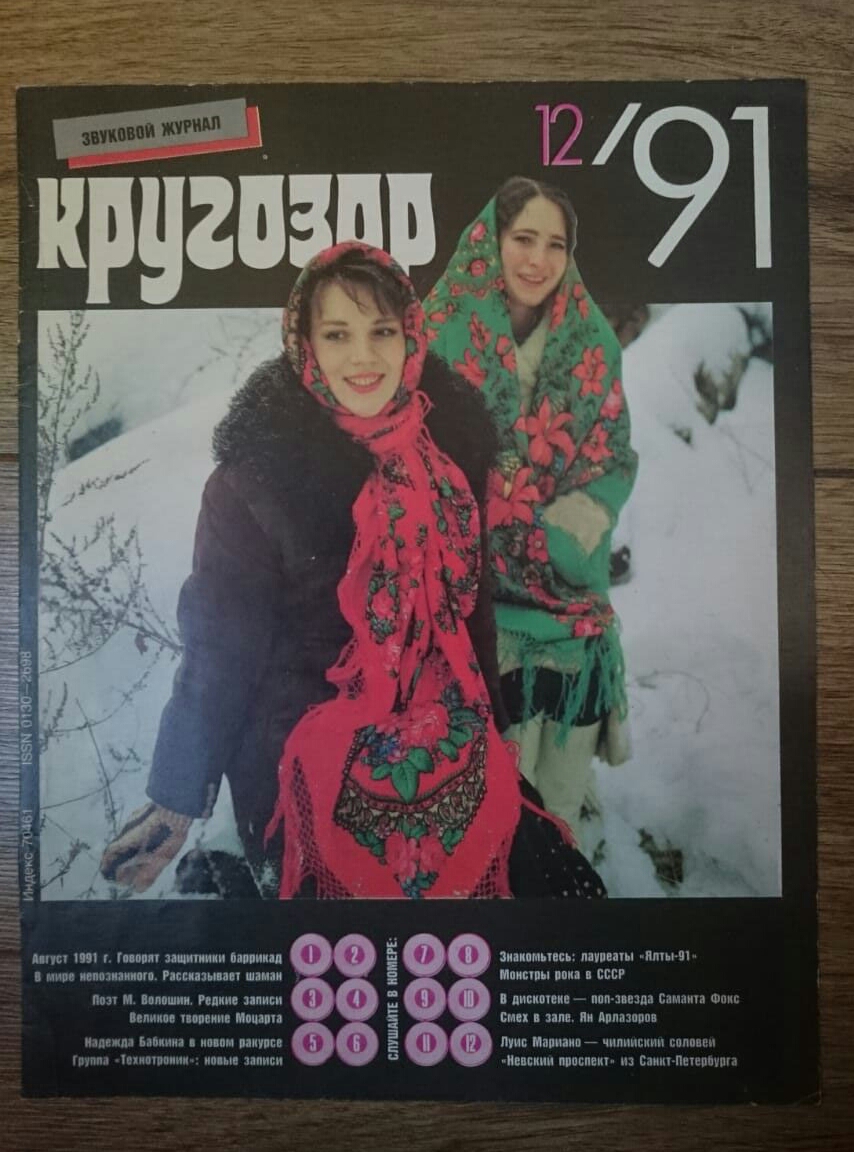 ЗВУКОВОЙ ЖУРНАЛ
12/91
кругозор
Индекс 70461 ISSN 0130—2698
Август 1991 г. Говорят защитники баррикад
В мире непознанного. Рассказывает шаман
1 2
Поэт М. Волошин. Редкие записи
Великое творение Моцарта
3 4
Надежда Бабкина в новом ракурсе
Группа «Технотроник»: новые записи
5 6
СЛУШАЙТЕ В НОМЕРЕ:
7 8
Знакомьтесь: лауреаты «Ялты-91»
Монстры рока в СССР
9 10
В дискотеке — поп-звезда Саманта Фокс
Смех в зале. Ян Арлазоров
11 12
Луис Мариано — чилийский соловей
«Невский проспект» из Санкт-Петербурга